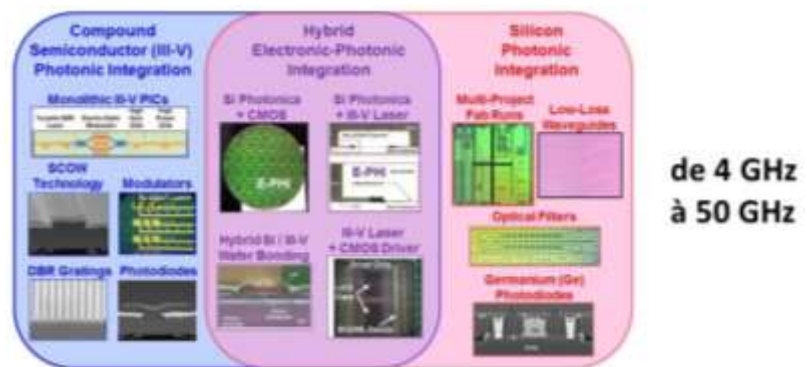 Compound
Semiconductor (III-V)
Photonic Integration
Hybrid
Electronic-Photonic
Integration
Silicon
Photonic
Integration
Monolithic III-V PICs
SCOW
Technology
Modulators
DBR Gratings
Photodiodes
Si Photonics
+ CMOS
E-PHI
Si Photonics
+ III-V Laser
E-PHI
Hybrid Si / III-V
Wafer Bonding
III-V Laser
+ CMOS Driver
Multi-Project
Fab Runs
Low-Loss
Waveguides
Optical Filters
Germanium (Ge)
Photodiodes
de 4 GHz
à 50 GHz